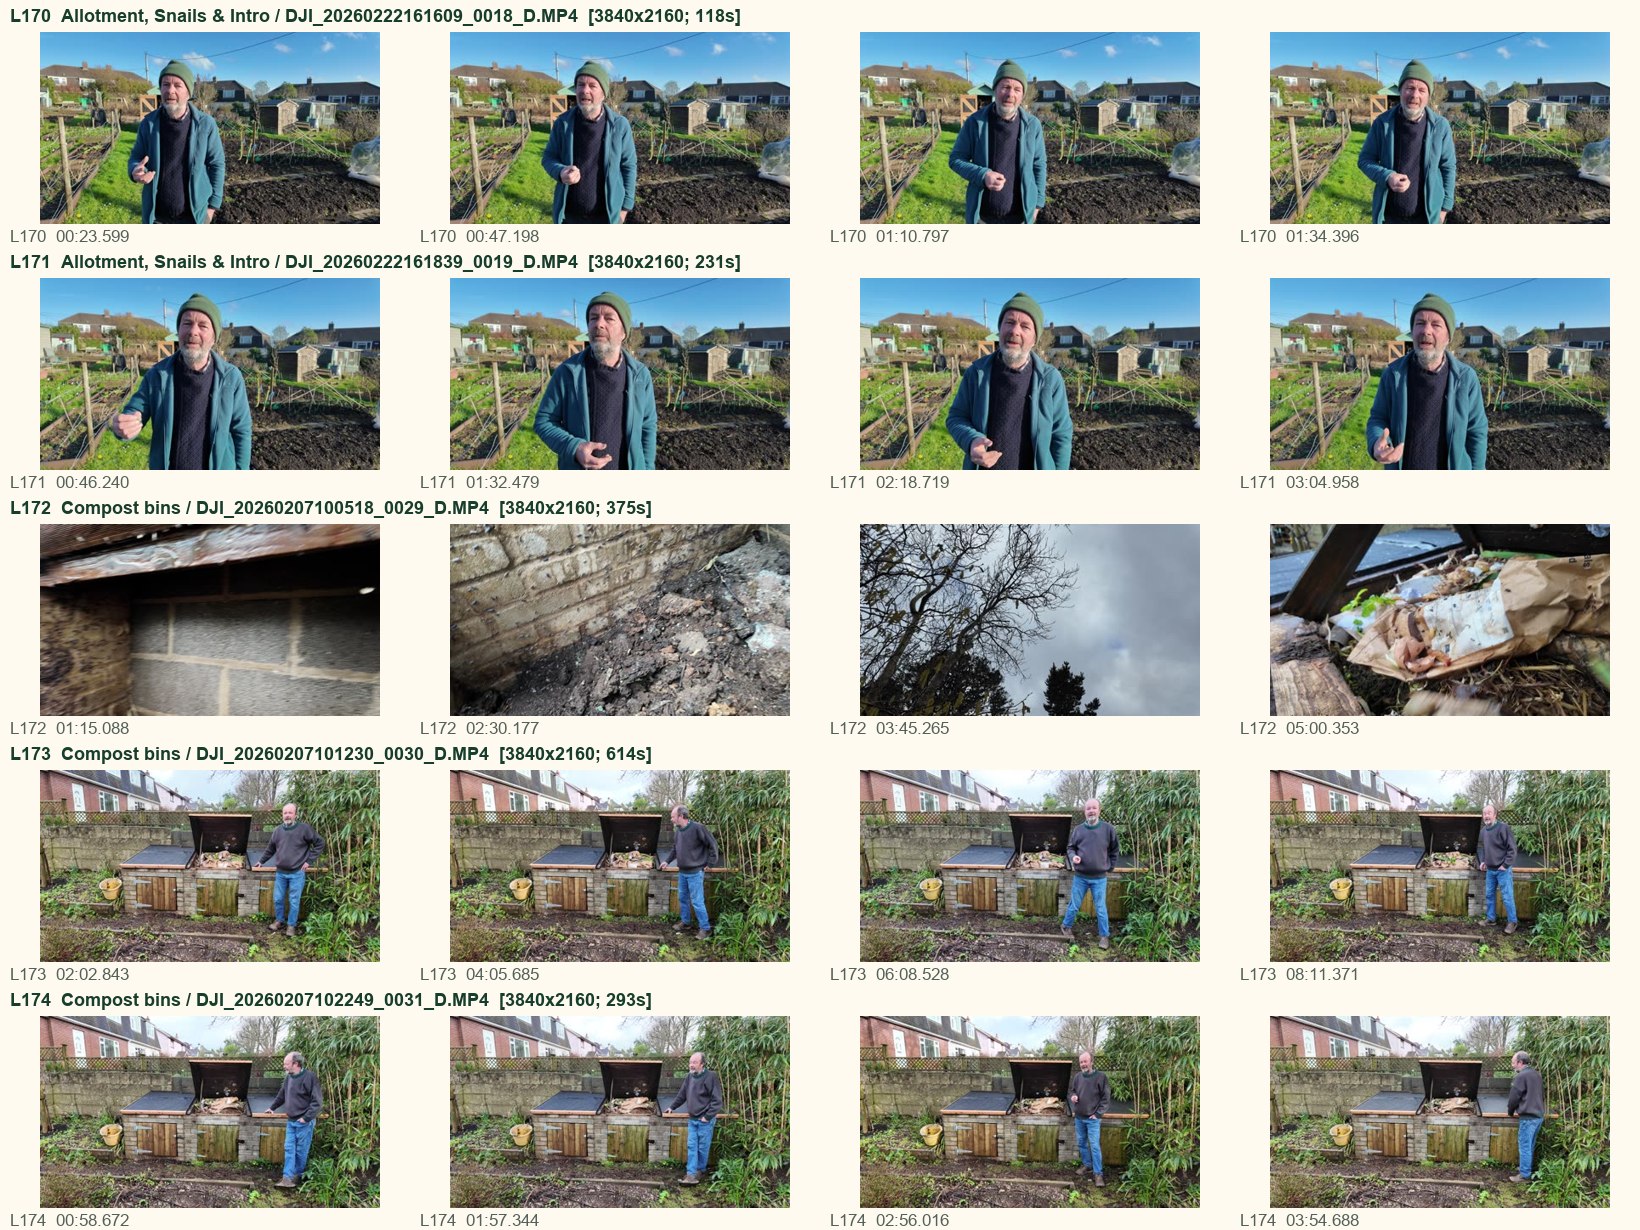 L170 Allotment, Snails & Intro / DJI_20260222161609_0018_D.MP4 [3840x2160; 118s]
L170 00:23.599
L170 00:47.198
L170 01:10.797
L170 01:34.396
L171 Allotment, Snails & Intro / DJI_20260222161839_0019_D.MP4 [3840x2160; 231s]
L171 00:46.240
L171 01:32.479
L171 02:18.719
L171 03:04.958
L172 Compost bins / DJI_20260207100518_0029_D.MP4 [3840x2160; 375s]
L172 01:15.088
L172 02:30.177
L172 03:45.265
L172 05:00.353
L173 Compost bins / DJI_20260207101230_0030_D.MP4 [3840x2160; 614s]
L173 02:02.843
L173 04:05.685
L173 06:08.528
L173 08:11.371
L174 Compost bins / DJI_20260207102249_0031_D.MP4 [3840x2160; 293s]
L174 00:58.672
L174 01:57.344
L174 02:56.016
L174 03:54.688